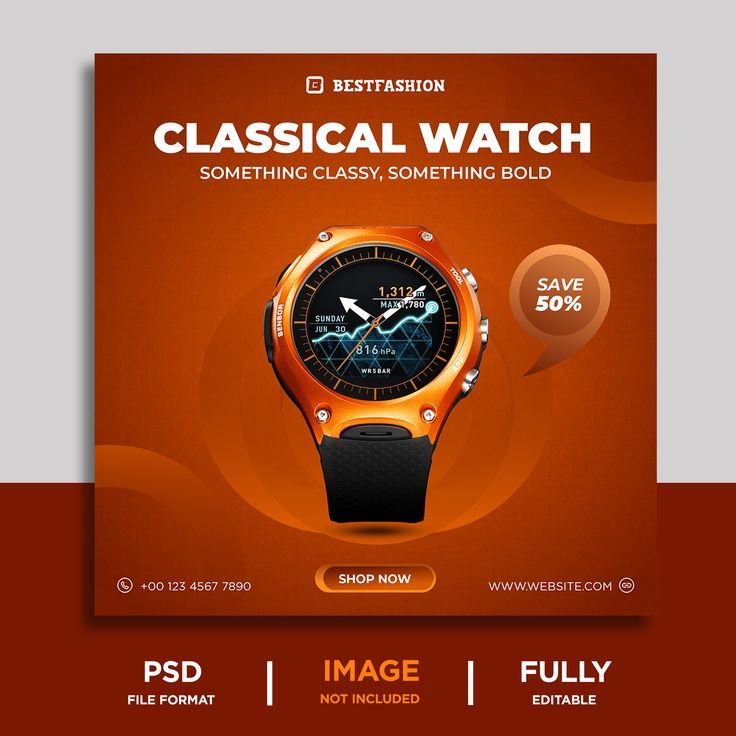 BESTFASHION
CLASSICAL WATCH
SOMETHING CLASSY, SOMETHING BOLD
SAVE
50%
TOOL
1,312m
MAX 1,780
SENSOR
SUNDAY
JUN 30
816 hPa
WR5BAR
APP
SHOP NOW
+00 123 4567 7890
WWW.WEBSITE.COM
PSD
FILE FORMAT
IMAGE
NOT INCLUDED
FULLY
EDITABLE